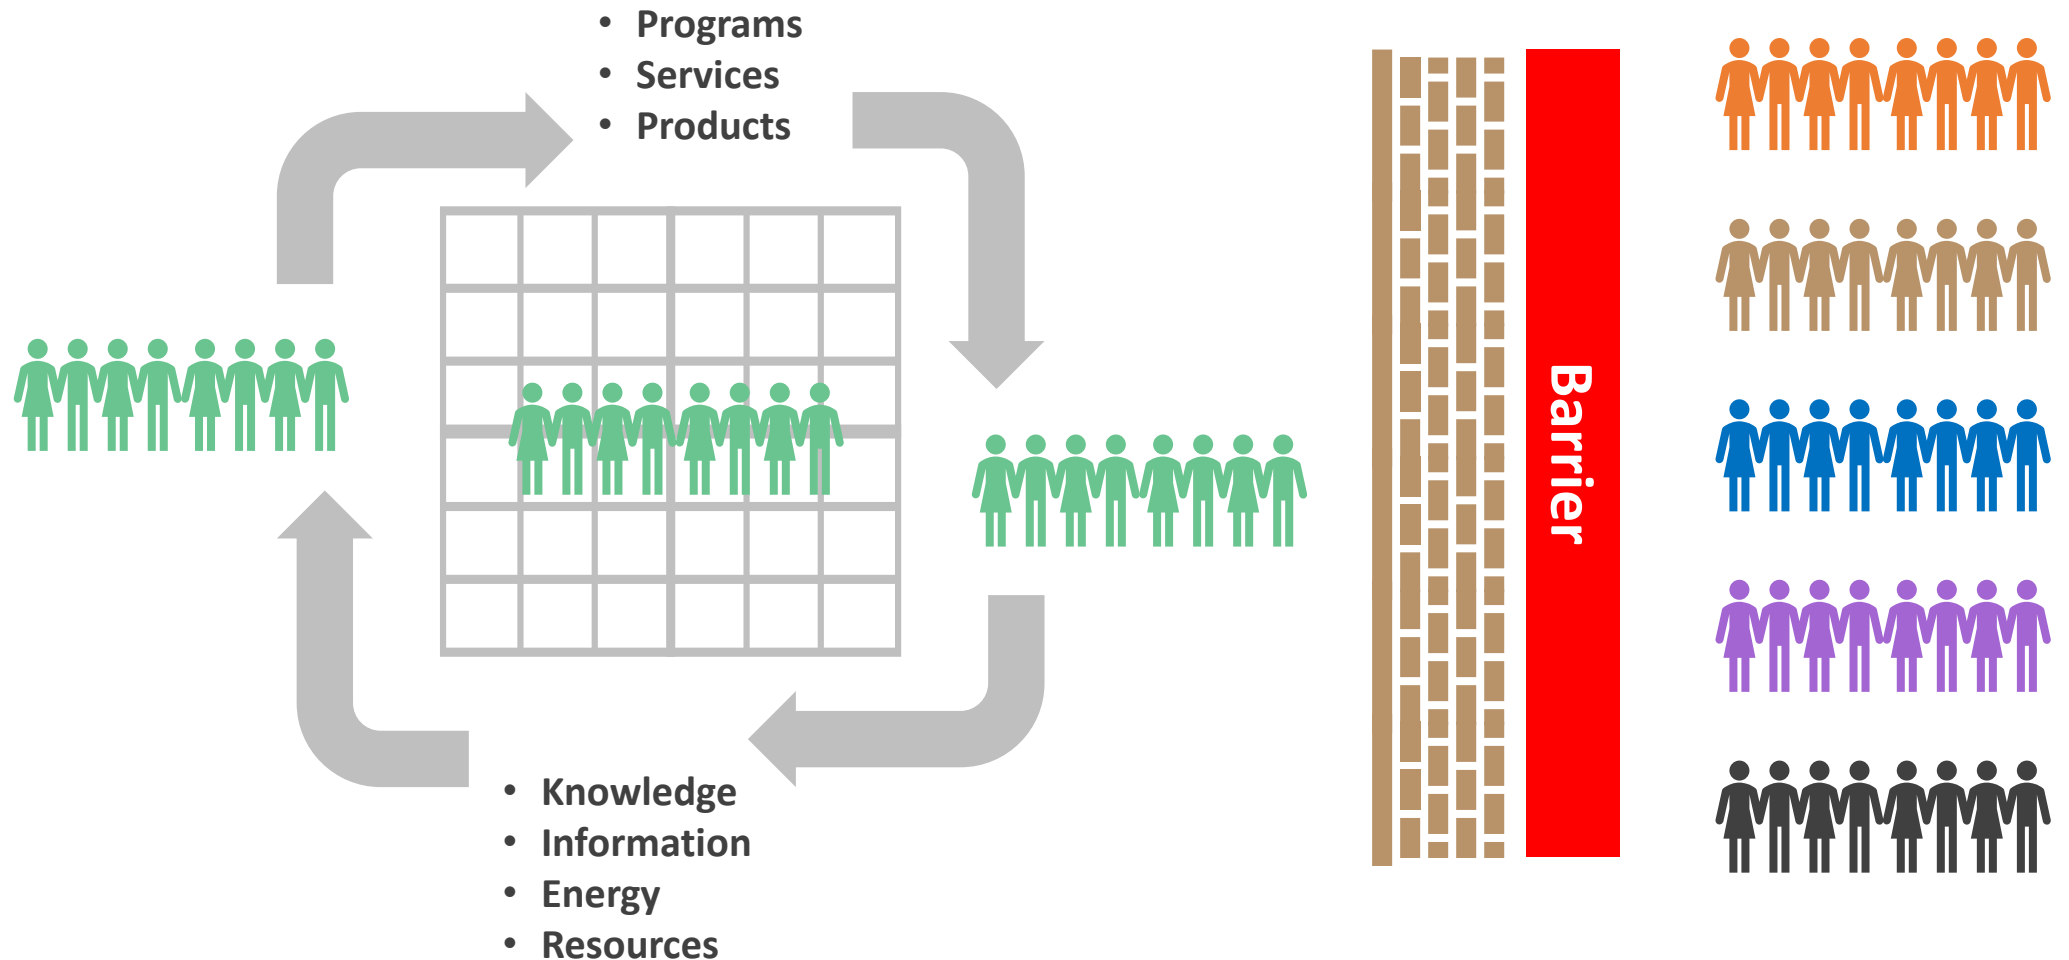 • Programs
• Services
• Products
Barrier
• Knowledge
• Information
• Energy
• Resources